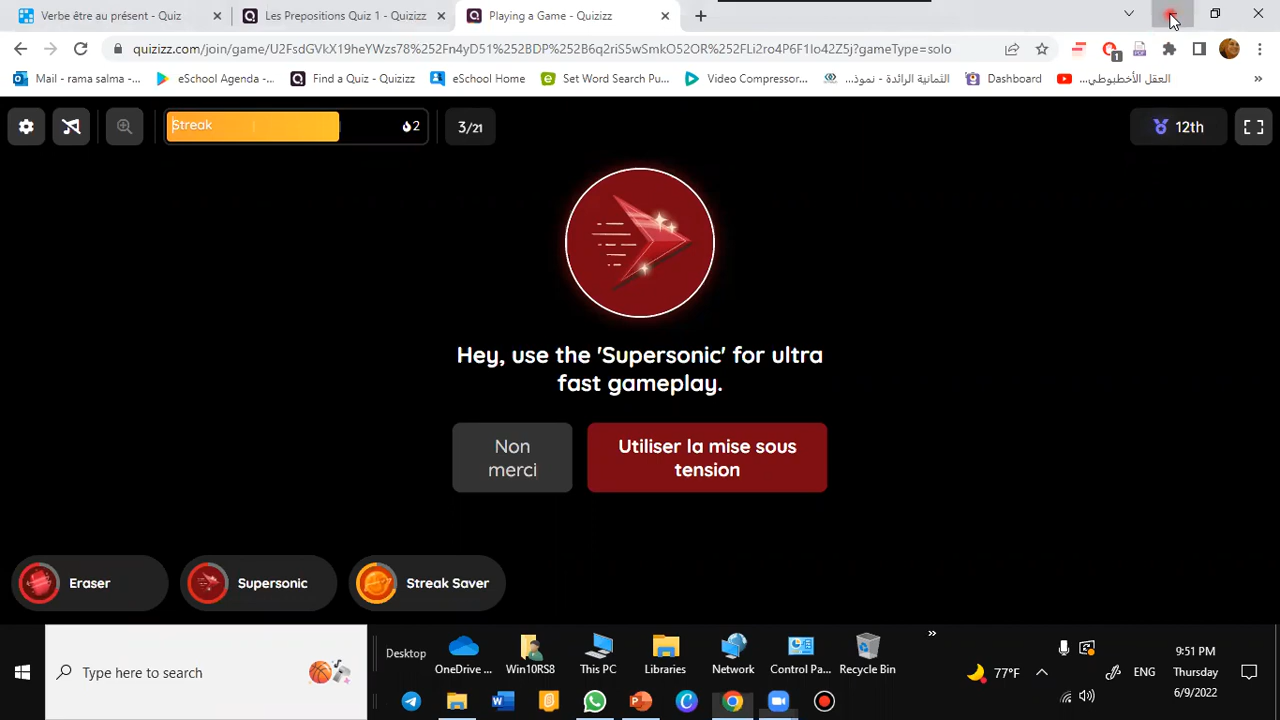 Verbe être au présent - Quiz
Les Prepositions Quiz 1 - Quizizz
Playing a Game - Quizizz
quizizz.com/join/game/U2FsdGVkX19heYWzs78%252Fn4yD51%252BDP%252B6q2riS5wSmkO52OR%252FLi2ro4P6F1Io42Z5j?gameType=solo
1
Mail - rama salma -...
eSchool Agenda -...
Find a Quiz - Quizizz
eSchool Home
Set Word Search Pu...
Video Compressor...
الثمانية الرائدة - نموذ...
Dashboard
العقل الأخطبوطي...
»
Streak
2
3/21
12th
Hey, use the 'Supersonic' for ultra
fast gameplay.
Non
merci
Utiliser la mise sous
tension
Eraser
Supersonic
Streak Saver
Type here to search
Desktop
OneDrive ...
Win10RS8
This PC
Libraries
Network
Control Pa...
Recycle Bin
»
77°F
ENG
9:51 PM
Thursday
6/9/2022